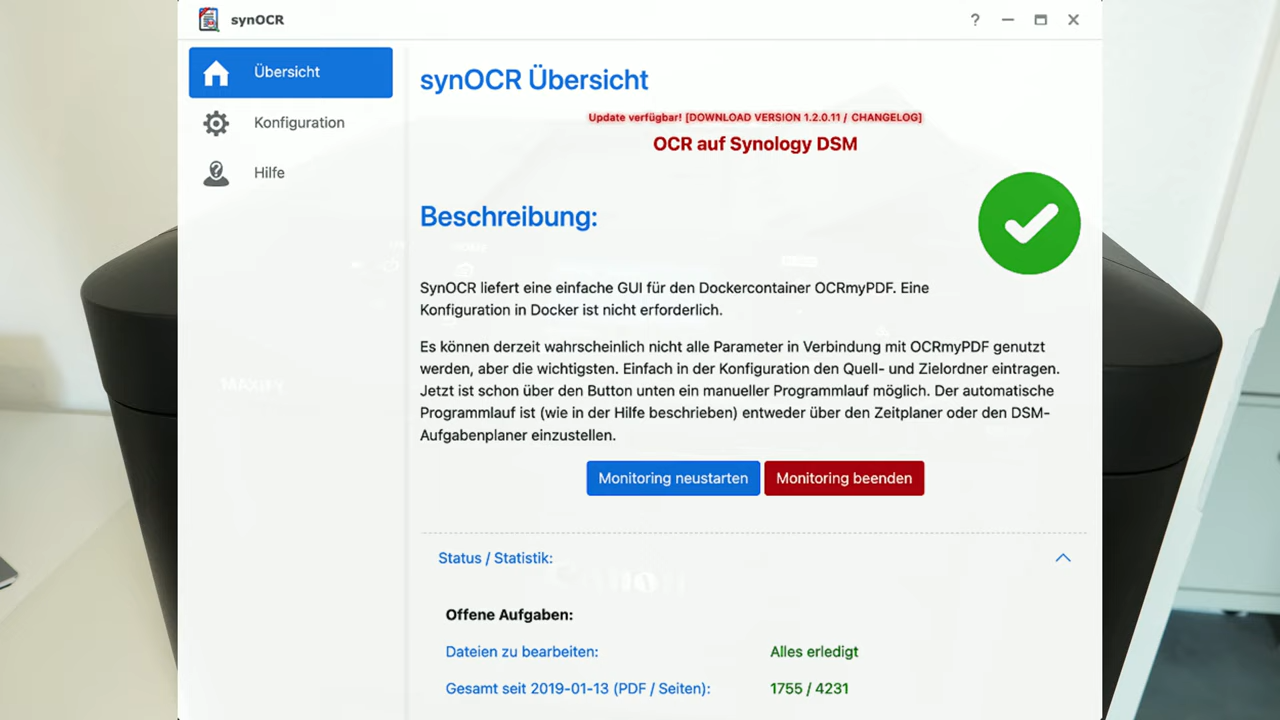 synOCR
?
Übersicht
Konfiguration
Hilfe
synOCR Übersicht
Update verfügbar! [DOWNLOAD VERSION 1.2.0.11 / CHANGELOG]
OCR auf Synology DSM
Beschreibung:
SynOCR liefert eine einfache GUI für den Dockercontainer OCRmyPDF. Eine
Konfiguration in Docker ist nicht erforderlich.
Es können derzeit wahrscheinlich nicht alle Parameter in Verbindung mit OCRmyPDF genutzt
werden, aber die wichtigsten. Einfach in der Konfiguration den Quell- und Zielordner eintragen.
Jetzt ist schon über den Button unten ein manueller Programmlauf möglich. Der automatische
Programmlauf ist (wie in der Hilfe beschrieben) entweder über den Zeitplaner oder den DSM-
Aufgabenplaner einzustellen.
Monitoring neustarten
Monitoring beenden
Status / Statistik:
Offene Aufgaben:
Dateien zu bearbeiten: Alles erledigt
Gesamt seit 2019-01-13 (PDF / Seiten): 1755 / 4231
MAXIFY
Canon